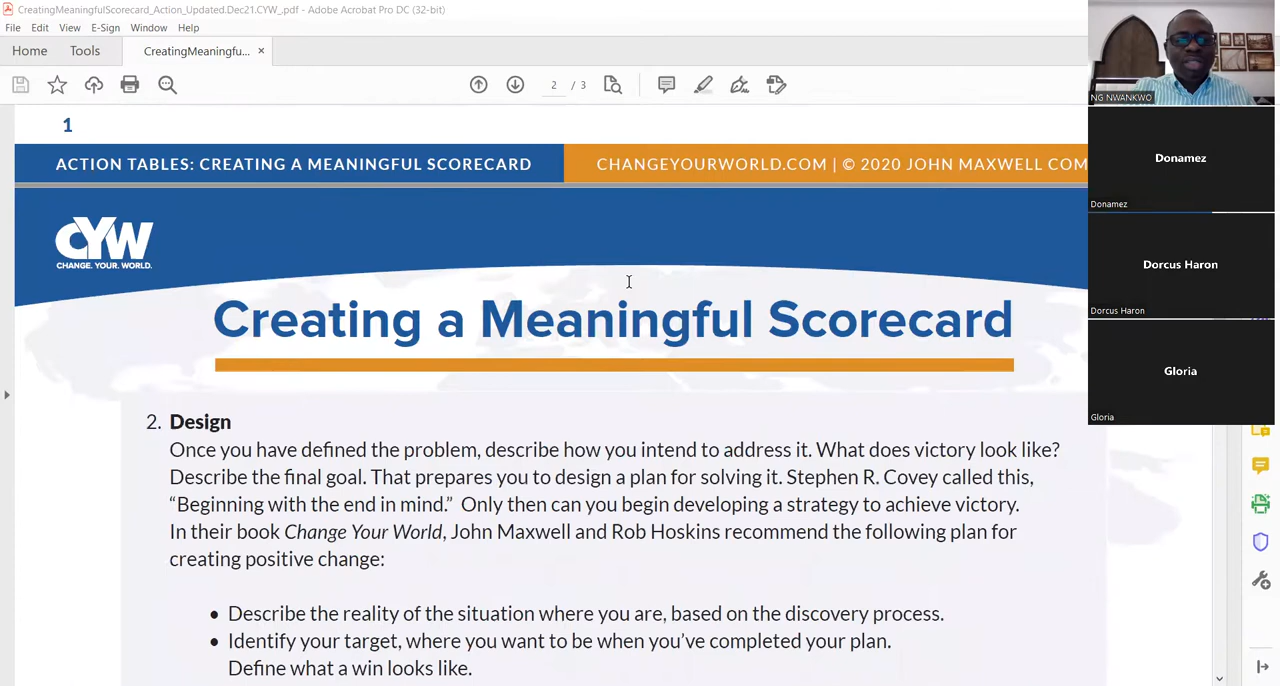 CreatingMeaningfulScorecard_Action_Updated.Dec21.CYW_.pdf - Adobe Acrobat Pro DC (32-bit)
File Edit View E-Sign Window Help
Home Tools CreatingMeaningfu... ×
2 / 3
1
ACTION TABLES: CREATING A MEANINGFUL SCORECARD
CHANGEYOURWORLD.COM | © 2020 JOHN MAXWELL COM
CYW
CHANGE. YOUR. WORLD.
Creating a Meaningful Scorecard
2. Design
Once you have defined the problem, describe how you intend to address it. What does victory look like?
Describe the final goal. That prepares you to design a plan for solving it. Stephen R. Covey called this,
“Beginning with the end in mind.” Only then can you begin developing a strategy to achieve victory.
In their book Change Your World, John Maxwell and Rob Hoskins recommend the following plan for
creating positive change:
• Describe the reality of the situation where you are, based on the discovery process.
• Identify your target, where you want to be when you’ve completed your plan.
Define what a win looks like.
NG NWANKWO
Donamez
Donamez
Dorcus Haron
Dorcus Haron
Gloria
Gloria